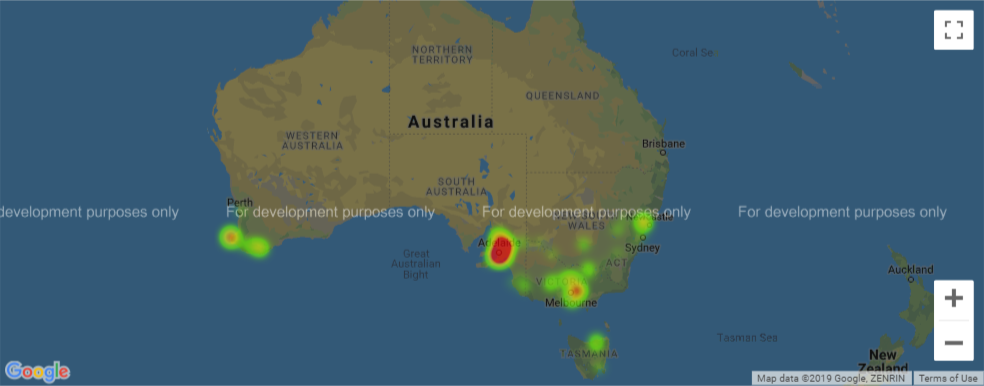 Coral Se
NORTHERN
TERRITORY
QUEENSLAND
Australia
WESTERN
AUSTRALIA
Brisbane
SOUTH
AUSTRALIA
Perth
development purposes only
For development purposes only
For development purposes only
For development purposes only
WALES
Adelaide
Sydney
Great
Australian
Bight
ACT
Auckland
Melbourne
Tasman Sea
TASMANIA
New
Zealand
Google
Map data ©2019 Google, ZENRIN
Terms of Use